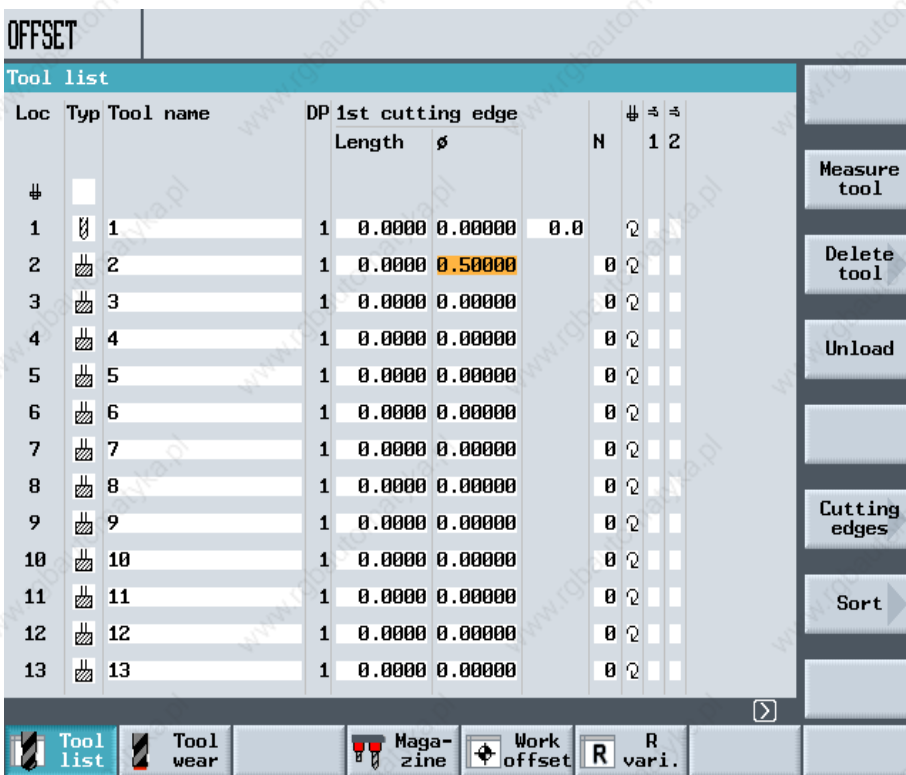 OFFSET
Tool list
Loc Typ Tool name DP 1st cutting edge
Length ø N 1 2
1 1 1 0.0000 0.00000 0.0
2 2 1 0.0000 0.50000 0
3 3 1 0.0000 0.00000 0
4 4 1 0.0000 0.00000 0
5 5 1 0.0000 0.00000 0
6 6 1 0.0000 0.00000 0
7 7 1 0.0000 0.00000 0
8 8 1 0.0000 0.00000 0
9 9 1 0.0000 0.00000 0
10 10 1 0.0000 0.00000 0
11 11 1 0.0000 0.00000 0
12 12 1 0.0000 0.00000 0
13 13 1 0.0000 0.00000 0
Measure
tool
Delete
tool
Unload
Cutting
edges
Sort
Tool
list
Tool
wear
Maga-
zine
Work
offset
R
R
vari.
www.rgbautomatyka.pl